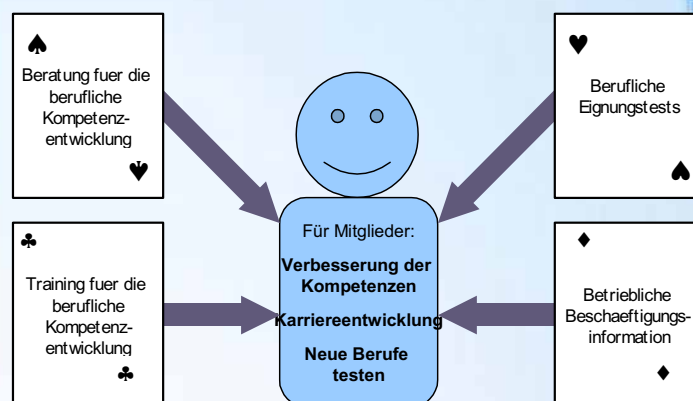 Beratung fuer die
berufliche
Kompetenz-
entwicklung
Berufliche
Eignungstests
Für Mitglieder:
Verbesserung der
Kompetenzen
Karriereentwicklung
Neue Berufe
testen
Training fuer die
berufliche
Kompetenz-
entwicklung
Betriebliche
Beschaeftigungs-
information